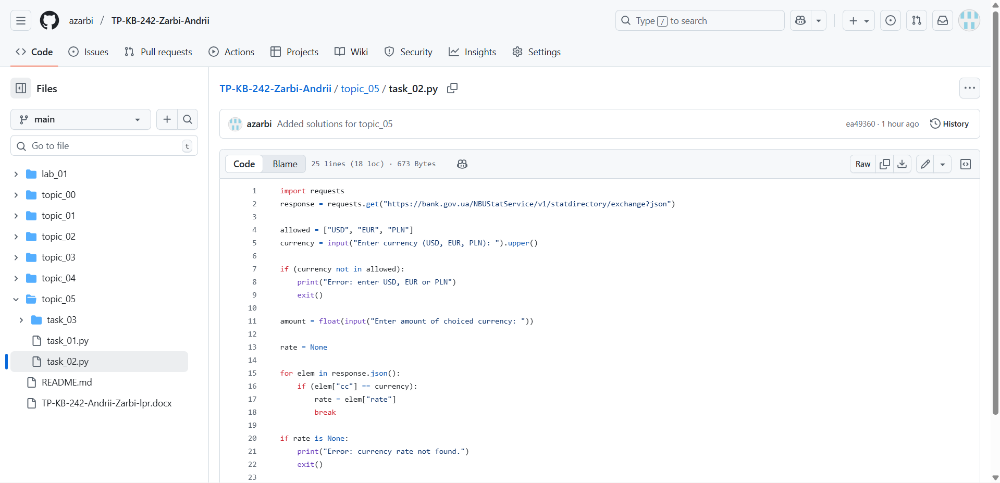 azarbi / TP-KB-242-Zarbi-Andrii
Type / to search
Code Issues Pull requests Actions Projects Wiki Security Insights Settings
Files
main
Go to file t
lab_01
topic_00
topic_01
topic_02
topic_03
topic_04
topic_05
task_03
task_01.py
task_02.py
README.md
TP-KB-242-Andrii-Zarbi-lpr.docx
TP-KB-242-Zarbi-Andrii / topic_05 / task_02.py
azarbi Added solutions for topic_05
ea49360 · 1 hour ago History
Code Blame 25 lines (18 loc) · 673 Bytes
Raw
1 import requests
2 response = requests.get("https://bank.gov.ua/NBUStatService/v1/statdirectory/exchange?json")
3
4 allowed = ["USD", "EUR", "PLN"]
5 currency = input("Enter currency (USD, EUR, PLN): ").upper()
6
7 if (currency not in allowed):
8     print("Error: enter USD, EUR or PLN")
9     exit()
10
11 amount = float(input("Enter amount of choiced currency: "))
12
13 rate = None
14
15 for elem in response.json():
16     if (elem["cc"] == currency):
17         rate = elem["rate"]
18         break
19
20 if rate is None:
21     print("Error: currency rate not found.")
22     exit()
23